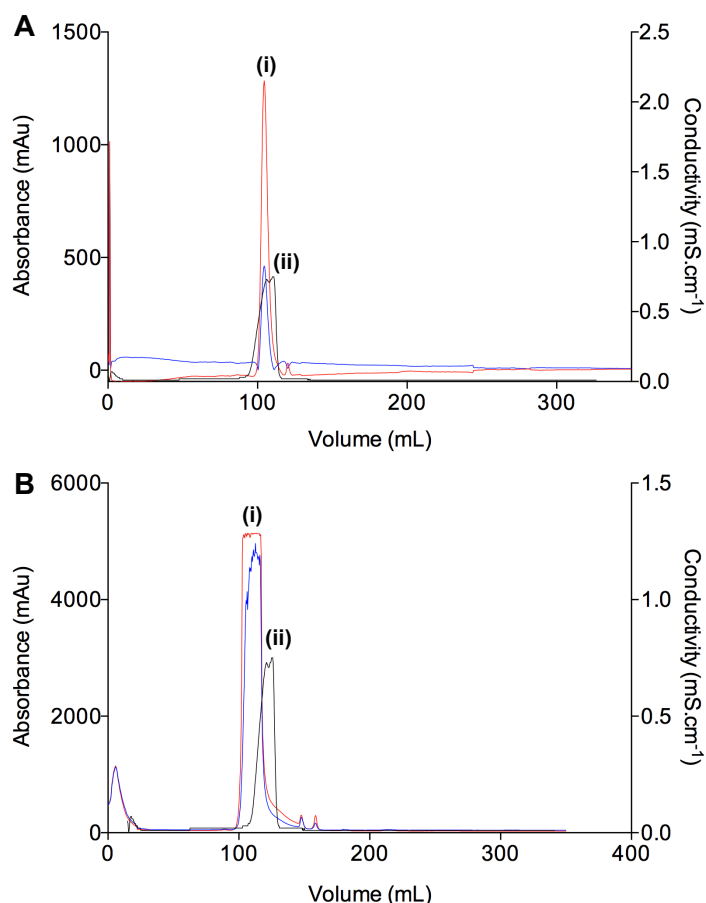 A
1500
1000
500
0
Absorbance (mAu)
(i)
(ii)
2.5
2.0
1.5
1.0
0.5
0.0
Conductivity (mS.cm⁻¹)
0
100
200
300
Volume (mL)
B
6000
4000
2000
0
Absorbance (mAu)
(i)
(ii)
1.5
1.0
0.5
0.0
Conductivity (mS.cm⁻¹)
0
100
200
300
400
Volume (mL)